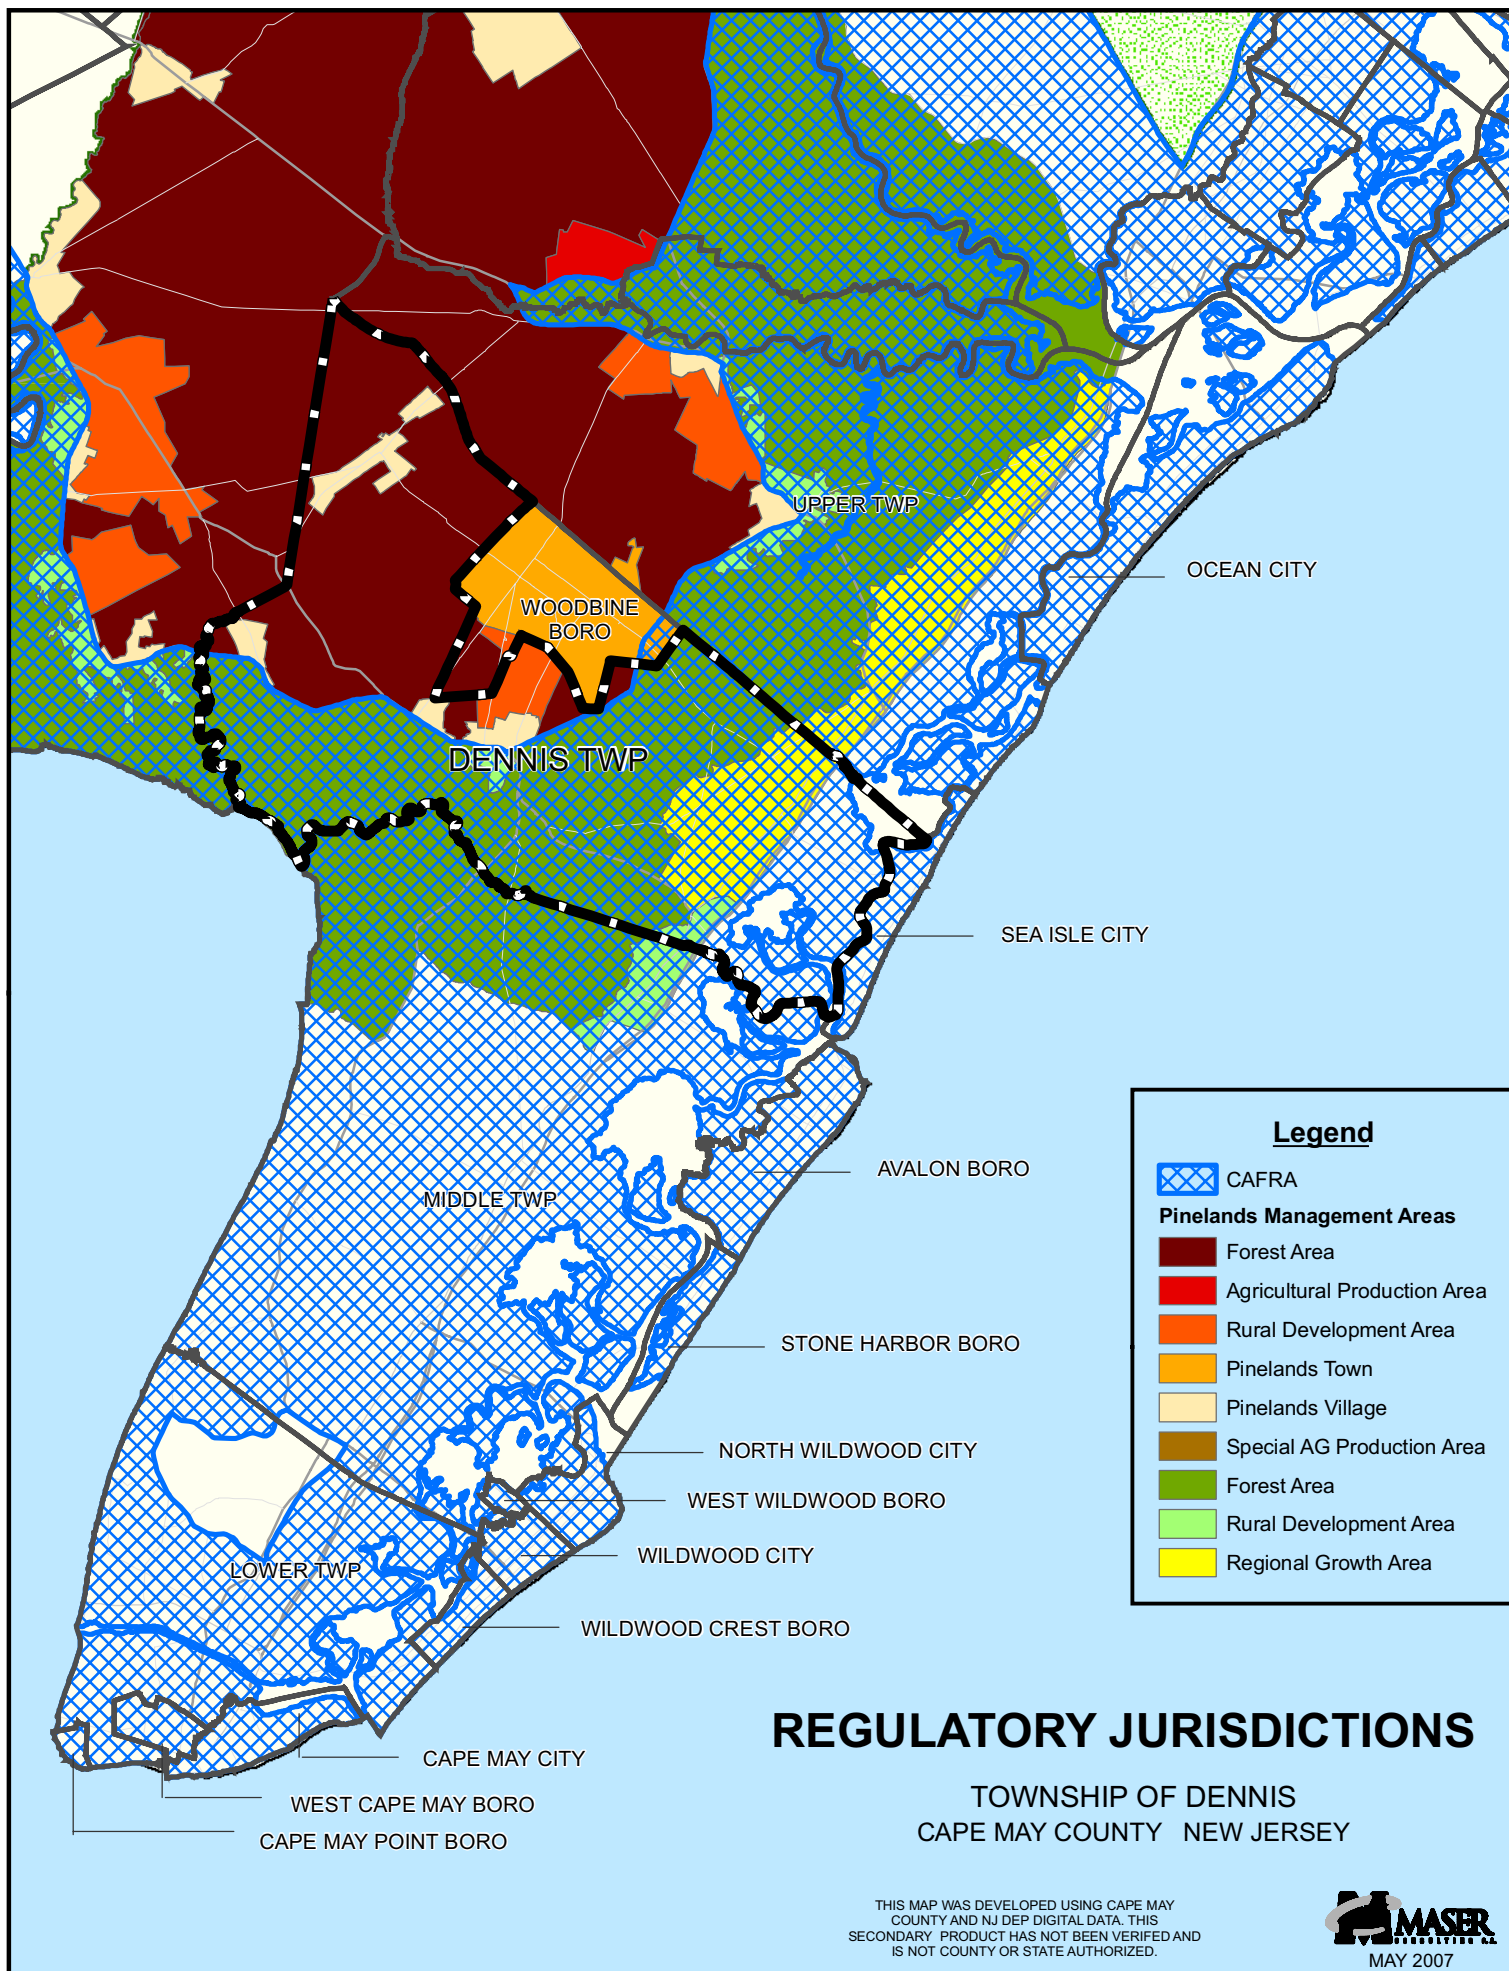 UPPER TWP
OCEAN CITY
WOODBINE
BORO
DENNIS TWP
SEA ISLE CITY
Legend
CAFRA
Pinelands Management Areas
Forest Area
Agricultural Production Area
Rural Development Area
Pinelands Town
Pinelands Village
Special AG Production Area
Forest Area
Rural Development Area
Regional Growth Area
AVALON BORO
MIDDLE TWP
STONE HARBOR BORO
NORTH WILDWOOD CITY
WEST WILDWOOD BORO
WILDWOOD CITY
LOWER TWP
WILDWOOD CREST BORO
CAPE MAY CITY
WEST CAPE MAY BORO
CAPE MAY POINT BORO
REGULATORY JURISDICTIONS
TOWNSHIP OF DENNIS
CAPE MAY COUNTY NEW JERSEY
THIS MAP WAS DEVELOPED USING CAPE MAY
COUNTY AND NJ DEP DIGITAL DATA. THIS
SECONDARY PRODUCT HAS NOT BEEN VERIFED AND
IS NOT COUNTY OR STATE AUTHORIZED.
MASER
CONSULTING P.A.
MAY 2007